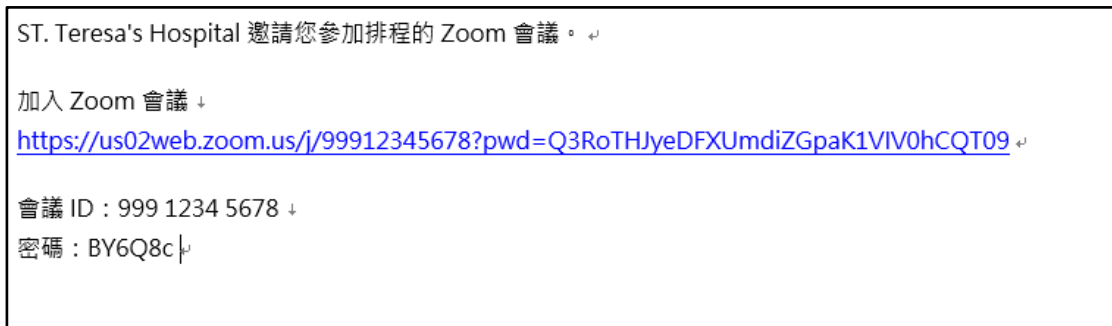 ST. Teresa's Hospital 邀請您參加排程的 Zoom 會議。
加入 Zoom 會議
https://us02web.zoom.us/j/99912345678?pwd=Q3RoTHJyeDFXUmdiZGpaK1VIV0hCQT09
會議 ID：999 1234 5678
密碼：BY6Q8c